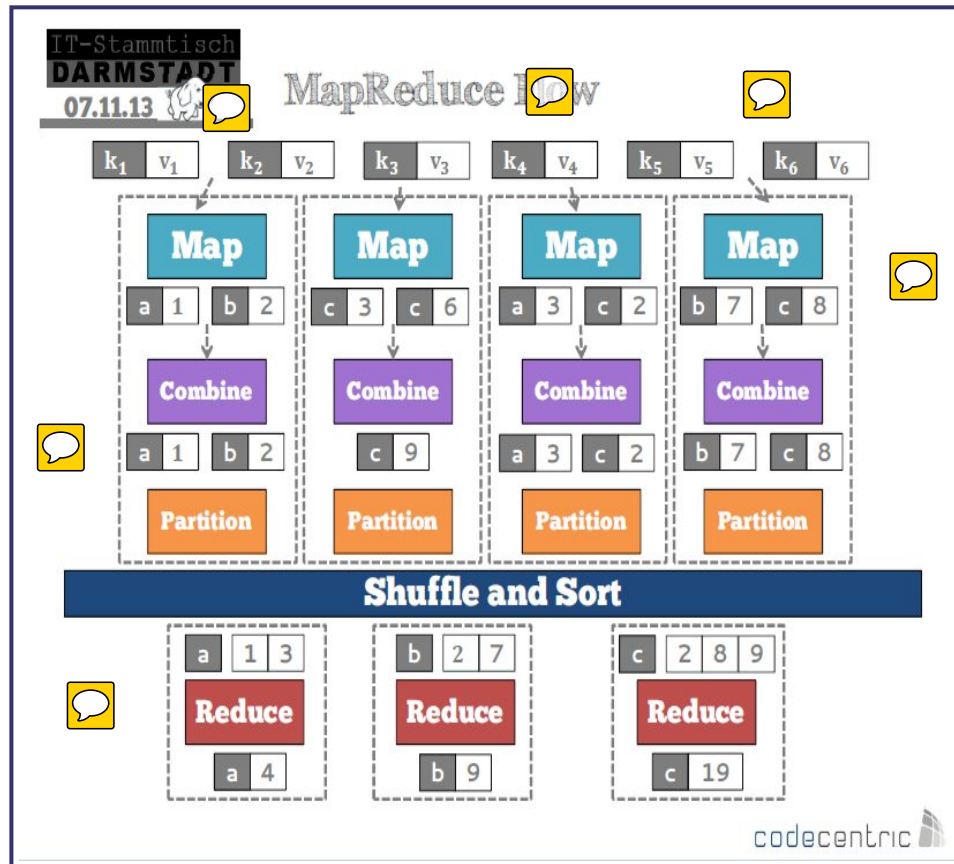 IT-Stammtisch
DARMSTADT
07.11.13
MapReduce Flow
k₁ v₁ k₂ v₂ k₃ v₃ k₄ v₄ k₅ v₅ k₆ v₆
Map Map Map Map
a 1 b 2 c 3 c 6 a 3 c 2 b 7 c 8
Combine Combine Combine Combine
a 1 b 2 c 9 a 3 c 2 b 7 c 8
Partition Partition Partition Partition
Shuffle and Sort
a 1 3 b 2 7 c 2 8 9
Reduce Reduce Reduce
a 4 b 9 c 19
codecentric